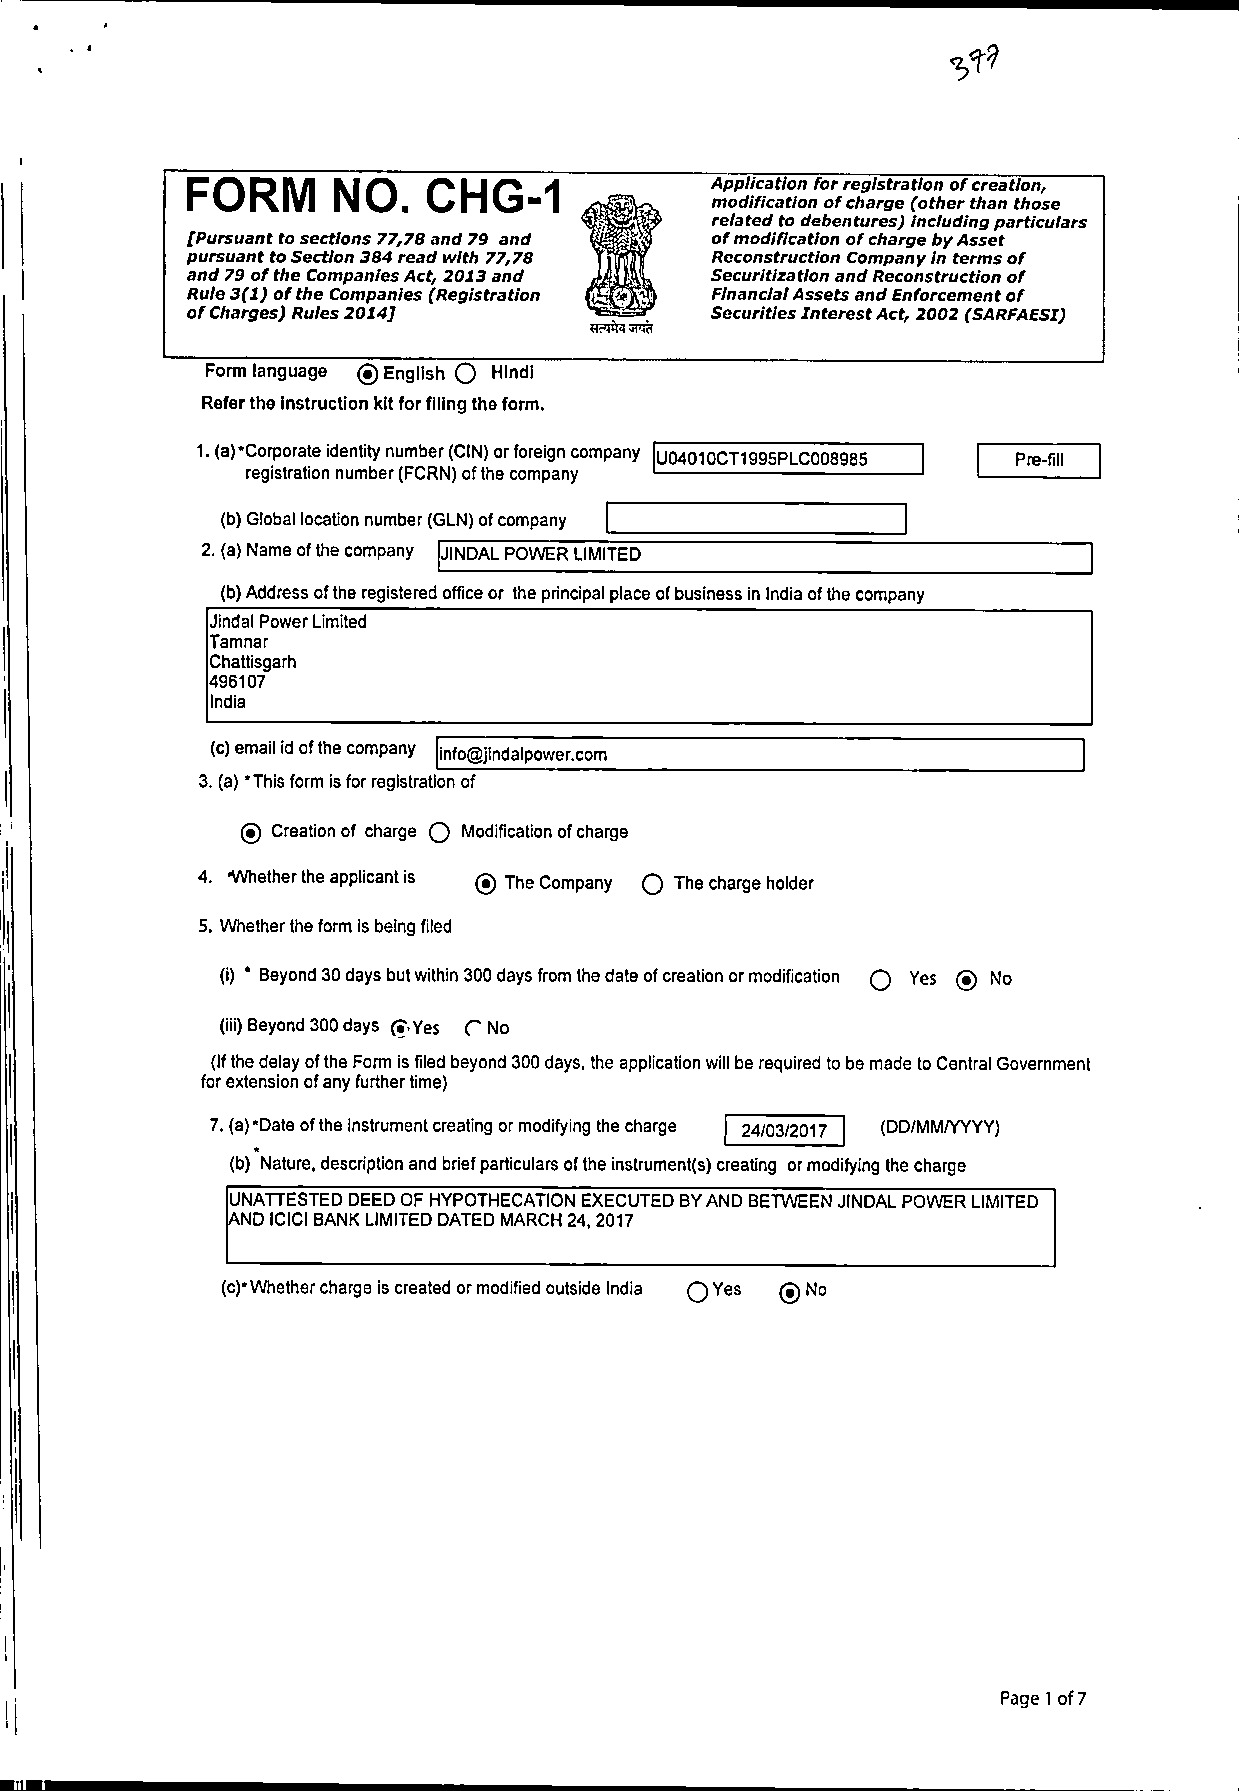 377
FORM NO. CHG-1
[Pursuant to sections 77,78 and 79 and
pursuant to Section 384 read with 77,78
and 79 of the Companies Act, 2013 and
Rule 3(1) of the Companies (Registration
of Charges) Rules 2014]
सत्यमेव जयते
Application for registration of creation,
modification of charge (other than those
related to debentures) including particulars
of modification of charge by Asset
Reconstruction Company in terms of
Securitization and Reconstruction of
Financial Assets and Enforcement of
Securities Interest Act, 2002 (SARFAESI)
Form language English Hindi
Refer the instruction kit for filing the form.
1. (a)*Corporate identity number (CIN) or foreign company U04010CT1995PLC008985 Pre-fill
registration number (FCRN) of the company
(b) Global location number (GLN) of company
2. (a) Name of the company JINDAL POWER LIMITED
(b) Address of the registered office or the principal place of business in India of the company
Jindal Power Limited
Tamnar
Chattisgarh
496107
India
(c) email id of the company info@jindalpower.com
3. (a) *This form is for registration of
Creation of charge Modification of charge
4. *Whether the applicant is The Company The charge holder
5. Whether the form is being filed
(i) * Beyond 30 days but within 300 days from the date of creation or modification Yes No
(iii) Beyond 300 days Yes No
(If the delay of the Form is filed beyond 300 days, the application will be required to be made to Central Government
for extension of any further time)
7. (a)*Date of the instrument creating or modifying the charge 24/03/2017 (DD/MM/YYYY)
(b) *Nature, description and brief particulars of the instrument(s) creating or modifying the charge
UNATTESTED DEED OF HYPOTHECATION EXECUTED BY AND BETWEEN JINDAL POWER LIMITED
AND ICICI BANK LIMITED DATED MARCH 24, 2017
(c)*Whether charge is created or modified outside India Yes No
Page 1 of 7